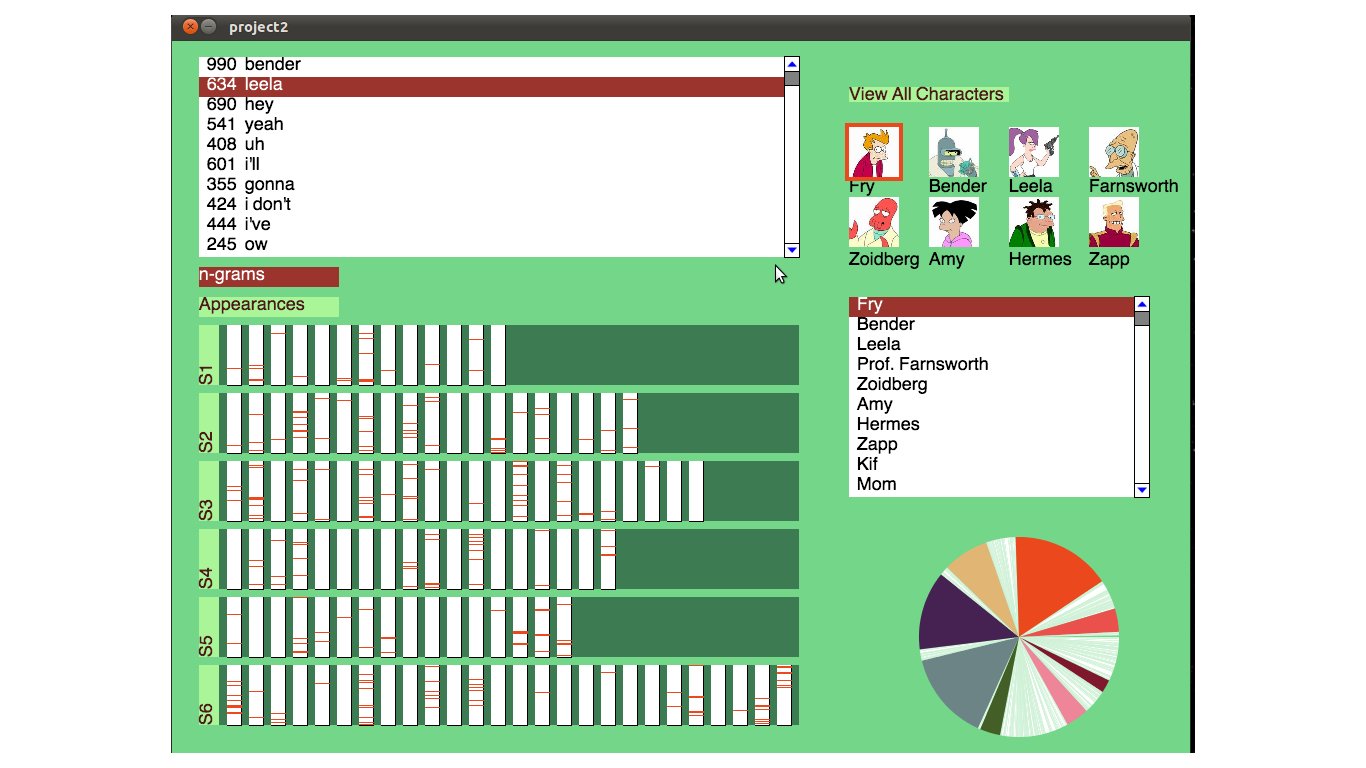 project2
990 bender
634 leela
690 hey
541 yeah
408 uh
601 i'll
355 gonna
424 i don't
444 i've
245 ow
n-grams
Appearances
S1
S2
S3
S4
S5
S6
View All Characters
Fry Bender Leela Farnsworth
Zoidberg Amy Hermes Zapp
Fry
Bender
Leela
Prof. Farnsworth
Zoidberg
Amy
Hermes
Zapp
Kif
Mom